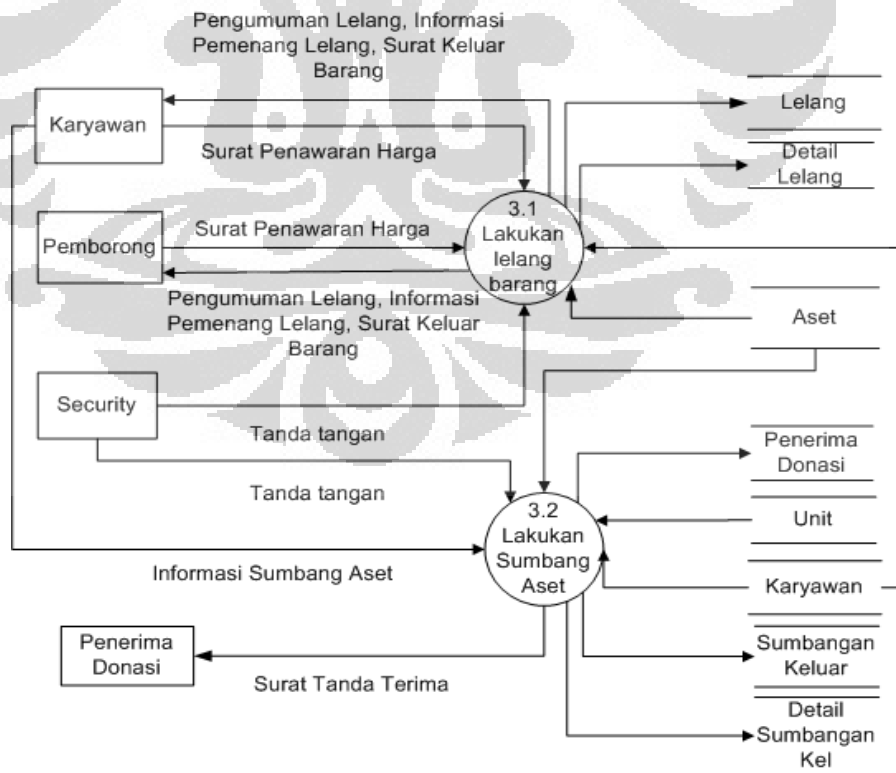 Pengumuman Lelang, Informasi
Pemenang Lelang, Surat Keluar
Barang
Karyawan
Surat Penawaran Harga
Lelang
Detail
Lelang
3.1
Lakukan
lelang
barang
Pemborong
Surat Penawaran Harga
Pengumuman Lelang, Informasi
Pemenang Lelang, Surat Keluar
Barang
Aset
Security
Tanda tangan
Tanda tangan
Penerima
Donasi
3.2
Lakukan
Sumbang
Aset
Unit
Karyawan
Informasi Sumbang Aset
Penerima
Donasi
Surat Tanda Terima
Sumbangan
Keluar
Detail
Sumbangan
Kel